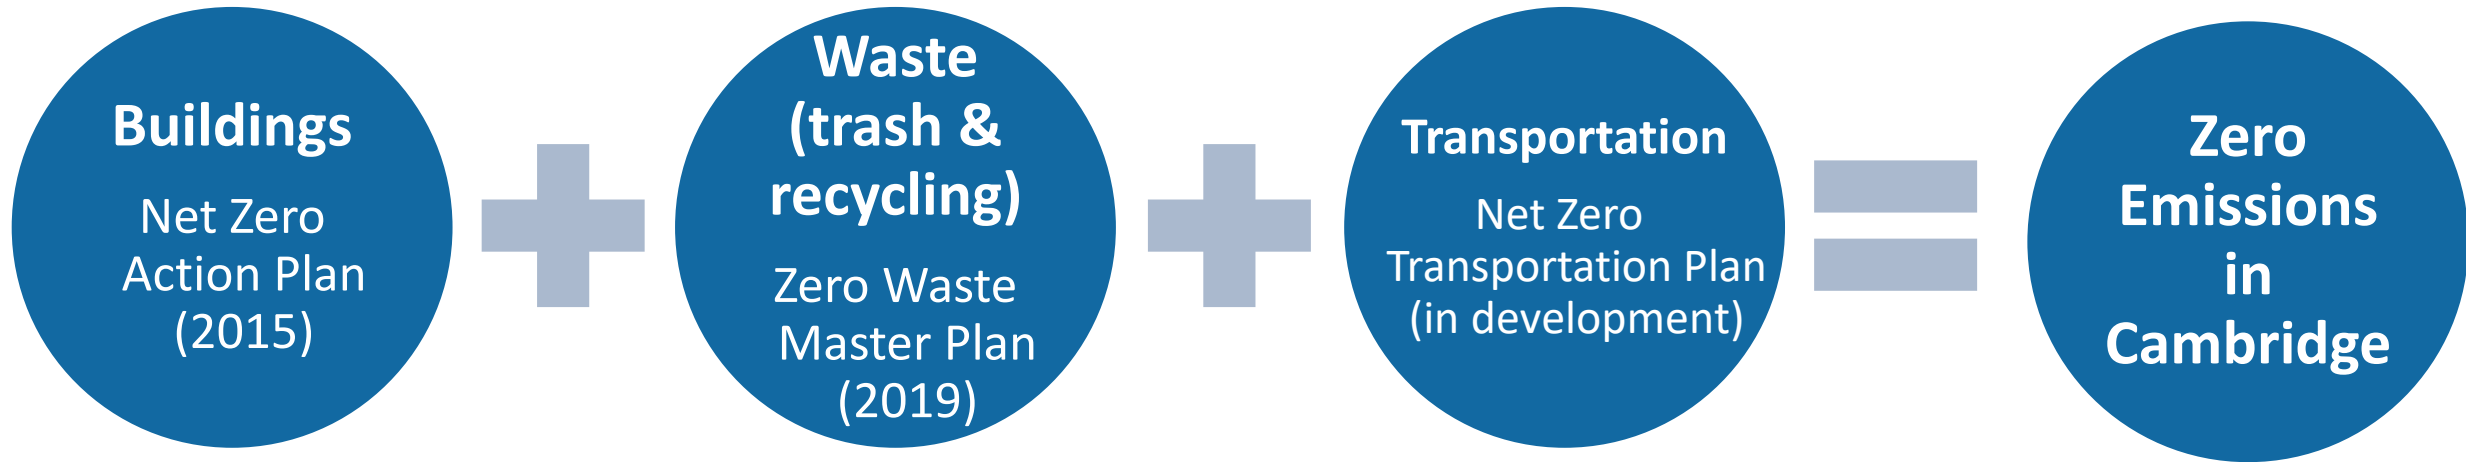 Buildings
Net Zero
Action Plan
(2015)
Waste
(trash &
recycling)
Zero Waste
Master Plan
(2019)
Transportation
Net Zero
Transportation Plan
(in development)
Zero
Emissions
in
Cambridge